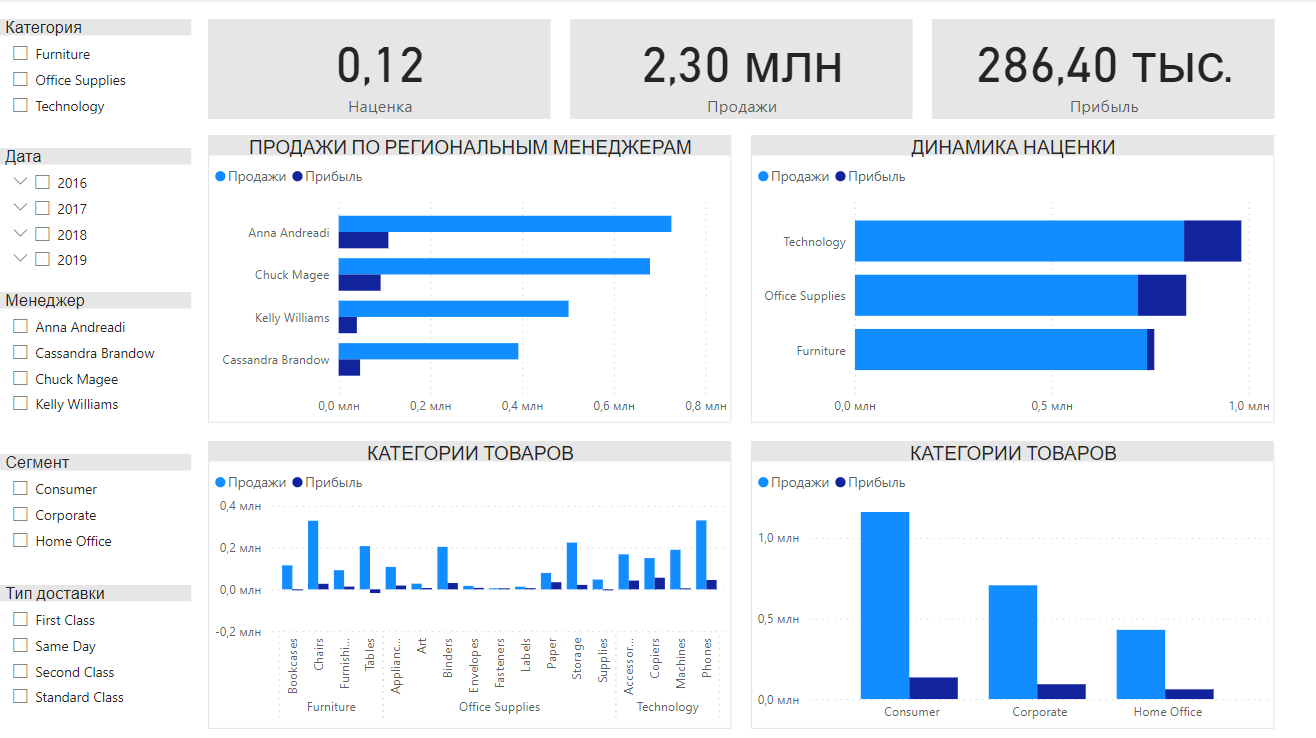 Категория
Furniture
Office Supplies
Technology
Дата
2016
2017
2018
2019
Менеджер
Anna Andreadi
Cassandra Brandow
Chuck Magee
Kelly Williams
Сегмент
Consumer
Corporate
Home Office
Тип доставки
First Class
Same Day
Second Class
Standard Class
0,12
Наценка
2,30 млн
Продажи
286,40 тыс.
Прибыль
ПРОДАЖИ ПО РЕГИОНАЛЬНЫМ МЕНЕДЖЕРАМ
Продажи Прибыль
Anna Andreadi
Chuck Magee
Kelly Williams
Cassandra Brandow
0,0 млн 0,2 млн 0,4 млн 0,6 млн 0,8 млн
ДИНАМИКА НАЦЕНКИ
Продажи Прибыль
Technology
Office Supplies
Furniture
0,0 млн 0,5 млн 1,0 млн
КАТЕГОРИИ ТОВАРОВ
Продажи Прибыль
0,4 млн
0,2 млн
0,0 млн
-0,2 млн
Bookcases
Chairs
Furnishi...
Tables
Applianc...
Art
Binders
Envelopes
Fasteners
Labels
Paper
Storage
Supplies
Accessor...
Copiers
Machines
Phones
Furniture Office Supplies Technology
КАТЕГОРИИ ТОВАРОВ
Продажи Прибыль
1,0 млн
0,5 млн
0,0 млн
Consumer Corporate Home Office